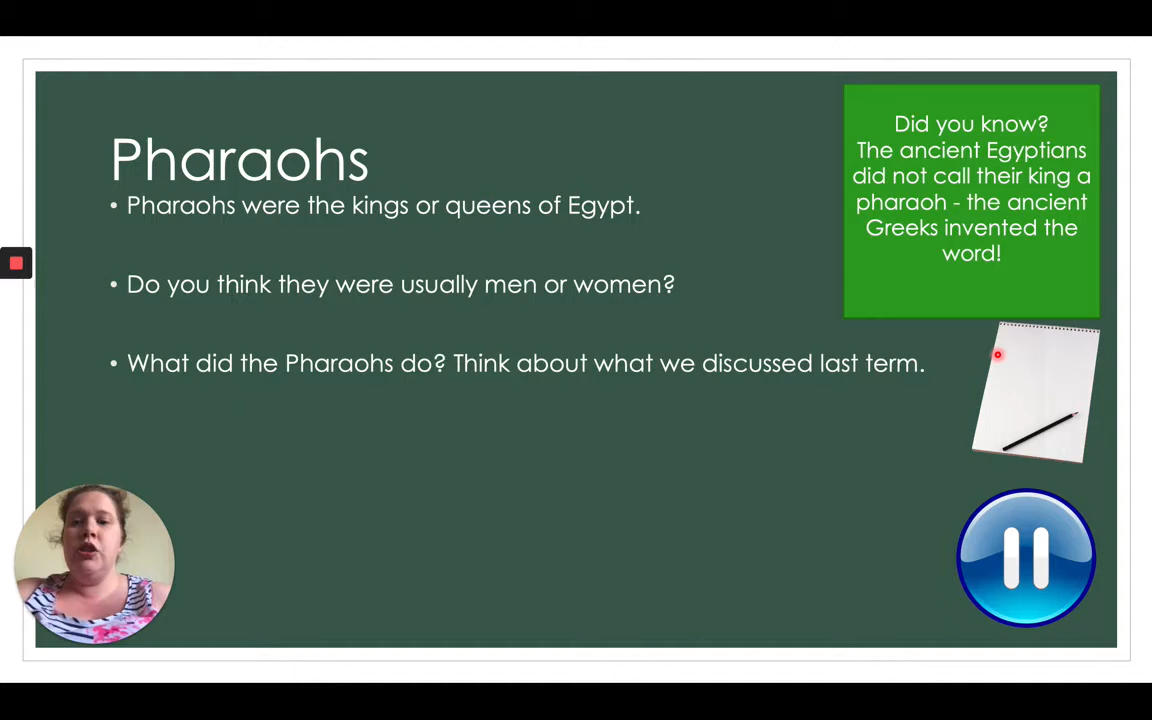 Pharaohs
• Pharaohs were the kings or queens of Egypt.
• Do you think they were usually men or women?
• What did the Pharaohs do? Think about what we discussed last term.
Did you know?
The ancient Egyptians
did not call their king a
pharaoh - the ancient
Greeks invented the
word!